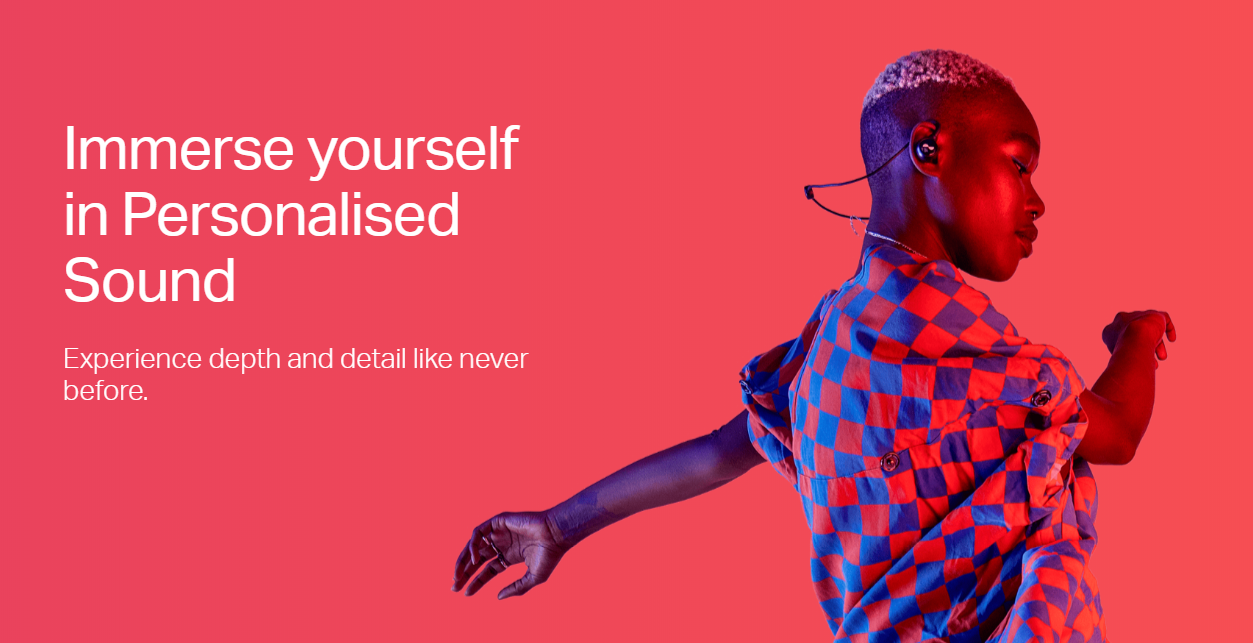 Immerse yourself
in Personalised
Sound
Experience depth and detail like never
before.